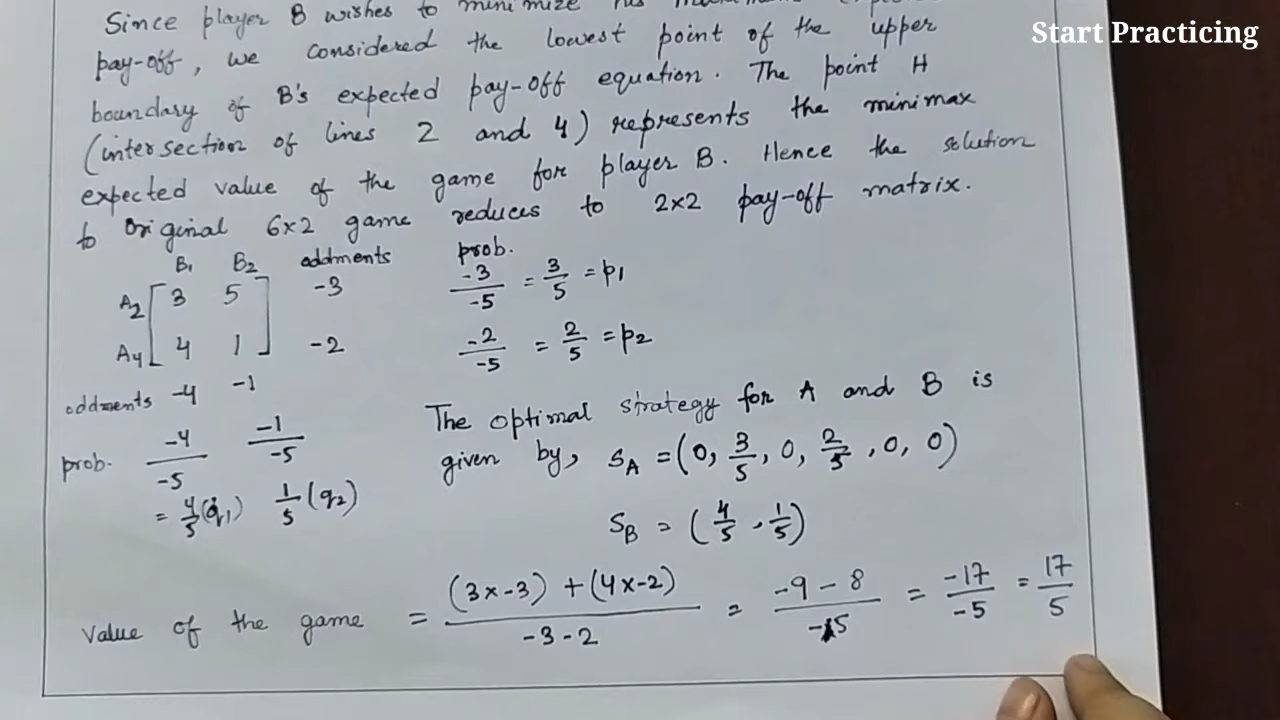 Start Practicing
Since player B wishes to minimize his
pay-off, we considered the lowest point of the upper
boundary of B's expected pay-off equation. The point H
(intersection of lines 2 and 4) represents the minimax
expected value of the game for player B. Hence the solution
to original 6x2 game reduces to 2x2 pay-off matrix.
B1 B2 oddments prob.
A2 [ 3 5 ] -3 -3/-5 = 3/5 = p1
A4 [ 4 1 ] -2 -2/-5 = 2/5 = p2
oddments -4 -1
The optimal strategy for A and B is
prob. -4/-5 -1/-5
given by, SA = (0, 3/5, 0, 2/5, 0, 0)
= 4/5 (q1) 1/5 (q2)
SB = (4/5, 1/5)
Value of the game = (3x-3) + (4x-2) / -3-2 = -9-8 / -5 = -17/-5 = 17/5